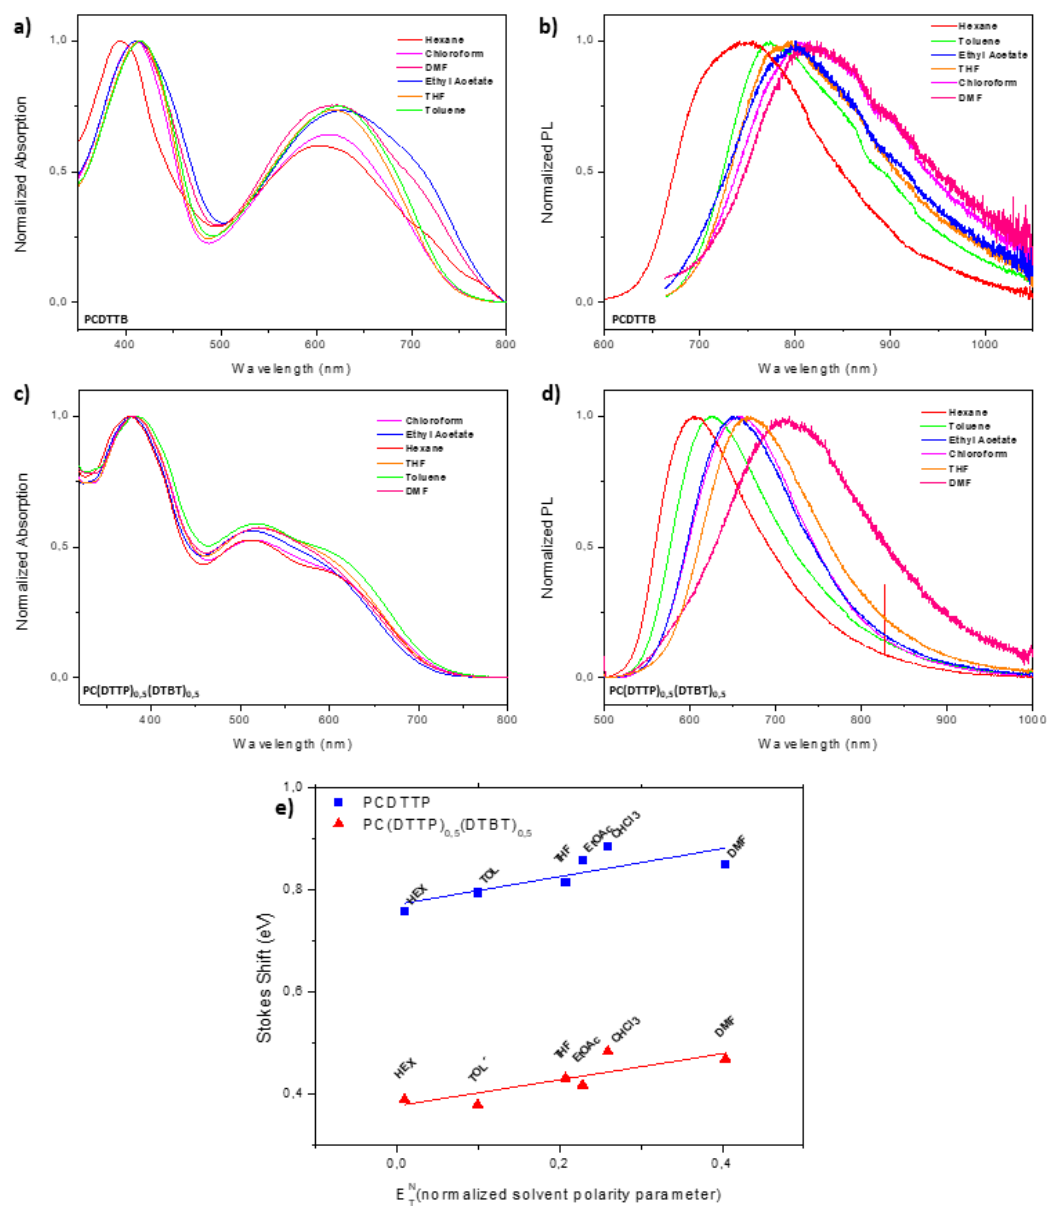 a)
Normalized Absorption
1,0
0,5
0,0
Hexane
Chloroform
DMF
Ethyl Acetate
THF
Toluene
PCDTTB
400
500
600
700
800
Wavelength (nm)
b)
Normalized PL
1,0
0,5
0,0
Hexane
Toluene
Ethyl Acetate
THF
Chloroform
DMF
PCDTTB
600
700
800
900
1000
Wavelength (nm)
c)
Normalized Absorption
1,0
0,5
0,0
Chloroform
Ethyl Acetate
Hexane
THF
Toluene
DMF
PC(DTTP)0,5(DTBT)0,5
400
500
600
700
800
Wavelength (nm)
d)
Normalized PL
1,0
0,5
0,0
Hexane
Toluene
Ethyl Acetate
Chloroform
THF
DMF
PC(DTTP)0,5(DTBT)0,5
500
600
700
800
900
1000
Wavelength (nm)
e)
Stokes Shift (eV)
1,0
0,8
0,6
0,4
PCDTTP
PC(DTTP)0,5(DTBT)0,5
HEX
TOL
THF
EtOAc
CHCl3
DMF
HEX
TOL
THF
EtOAc
CHCl3
DMF
0,0
0,2
0,4
E N T (normalized solvent polarity parameter)